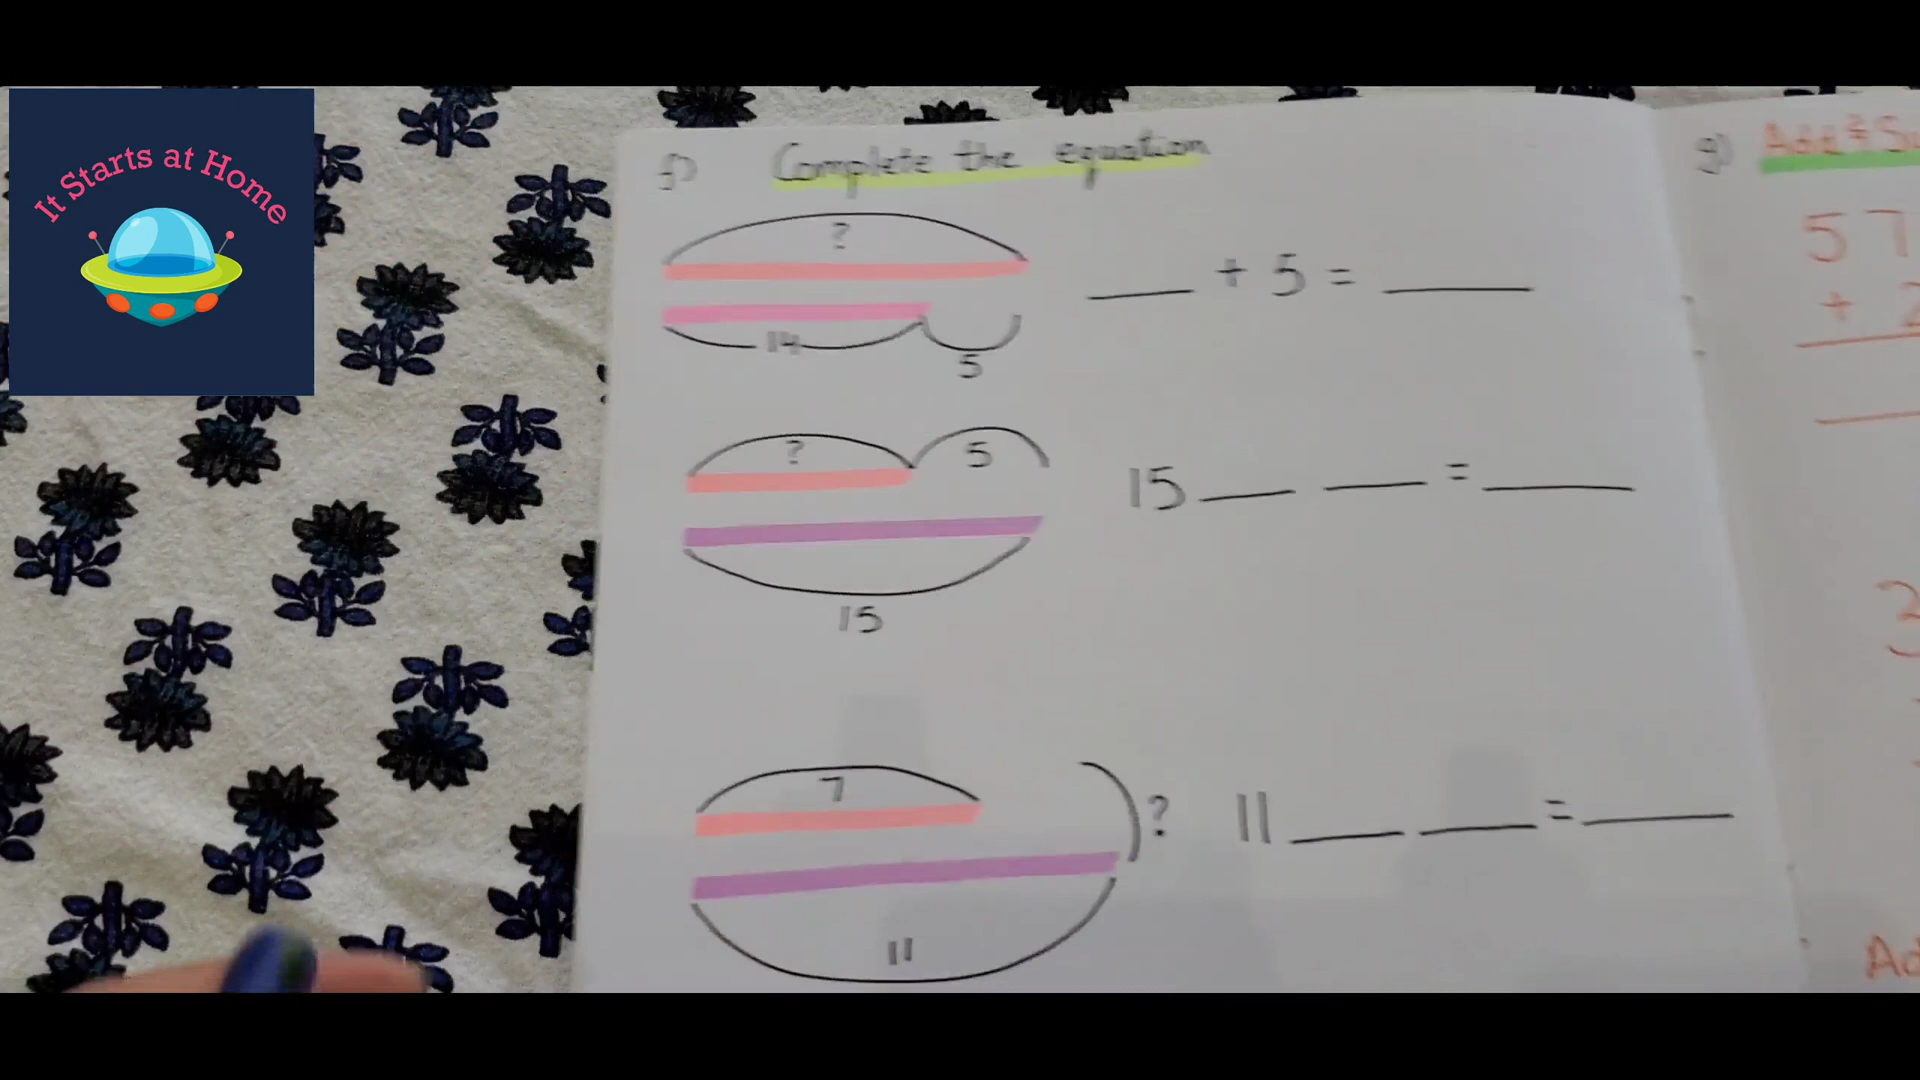 It Starts at Home
f) Complete the equation
?
14
5
___ + 5 = ___
?
5
15
15 ___ ___ = ___
7
?
11
11 ___ ___ = ___
g)
57
+ 2